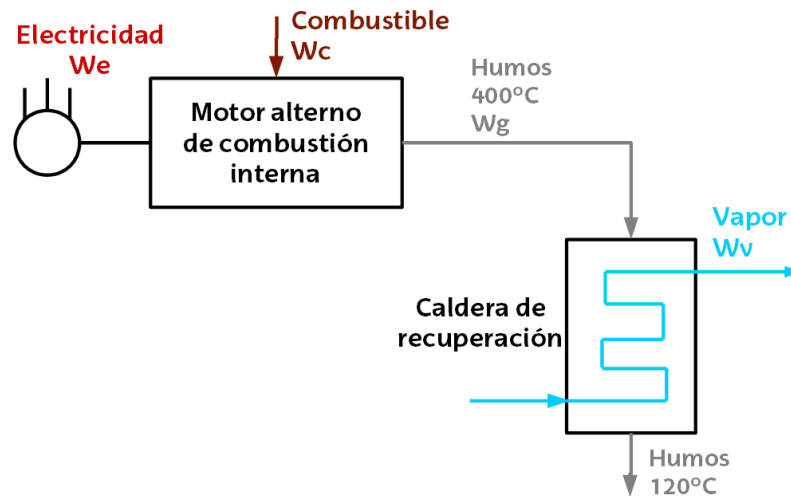 Electricidad
We
Combustible
Wc
Motor alterno
de combustión
interna
Humos
400ºC
Wg
Vapor
Wv
Caldera de
recuperación
Humos
120ºC